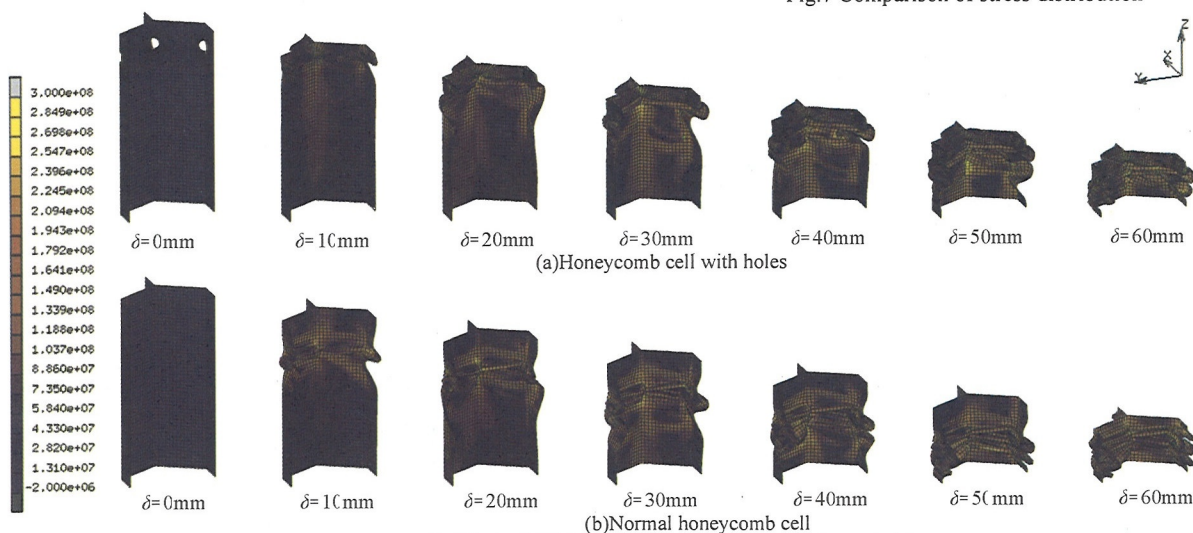 Fig.7 Comparison of stress distribution
Z
X
Y
3.000e+08
2.849e+08
2.698e+08
2.547e+08
2.396e+08
2.245e+08
2.094e+08
1.943e+08
1.792e+08
1.641e+08
1.490e+08
1.339e+08
1.188e+08
1.037e+08
8.860e+07
7.350e+07
5.840e+07
4.330e+07
2.820e+07
1.310e+07
-2.000e+06
δ=0mm δ=10mm δ=20mm δ=30mm δ=40mm δ=50mm δ=60mm
(a)Honeycomb cell with holes
δ=0mm δ=10mm δ=20mm δ=30mm δ=40mm δ=50mm δ=60mm
(b)Normal honeycomb cell